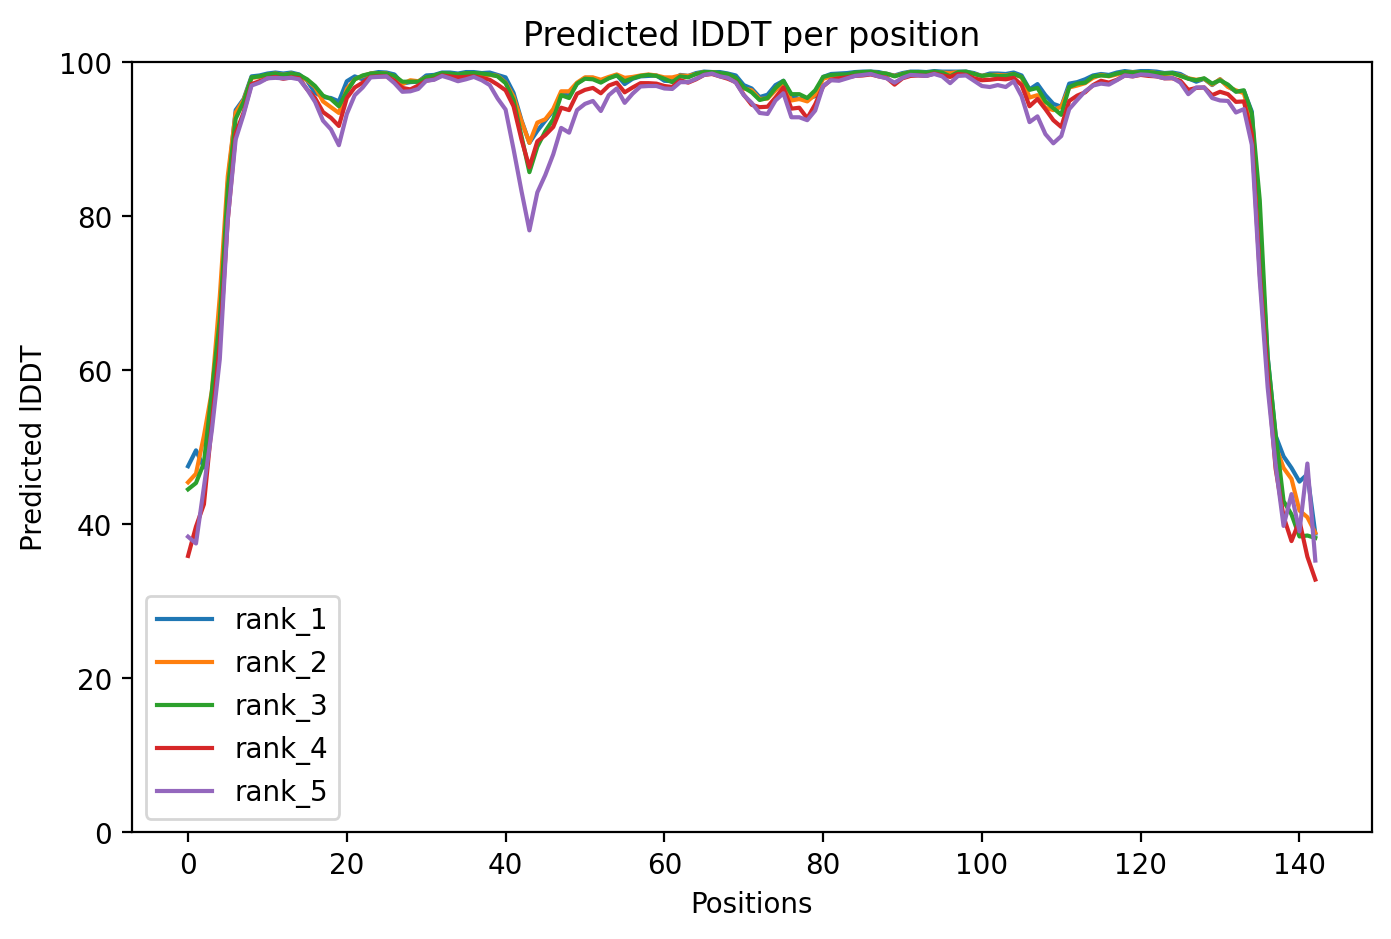 Predicted lDDT per position
100
80
60
40
20
0
Predicted lDDT
rank_1
rank_2
rank_3
rank_4
rank_5
0 20 40 60 80 100 120 140
Positions